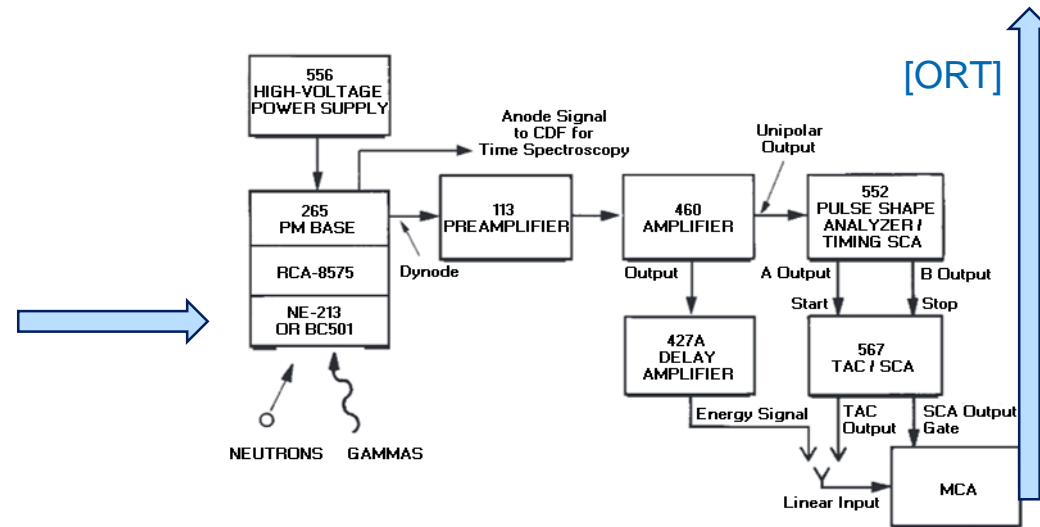 [ORT]
556
HIGH-VOLTAGE
POWER SUPPLY
Anode Signal
to CDF for
Time Spectroscopy
Unipolar
Output
265
PM BASE
RCA-8575
NE-213
OR BC501
Dynode
113
PREAMPLIFIER
460
AMPLIFIER
552
PULSE SHAPE
ANALYZER /
TIMING SCA
Output
A Output
B Output
Start
Stop
427A
DELAY
AMPLIFIER
567
TAC / SCA
Energy Signal
TAC
Output
SCA Output
Gate
NEUTRONS
GAMMAS
Linear Input
MCA